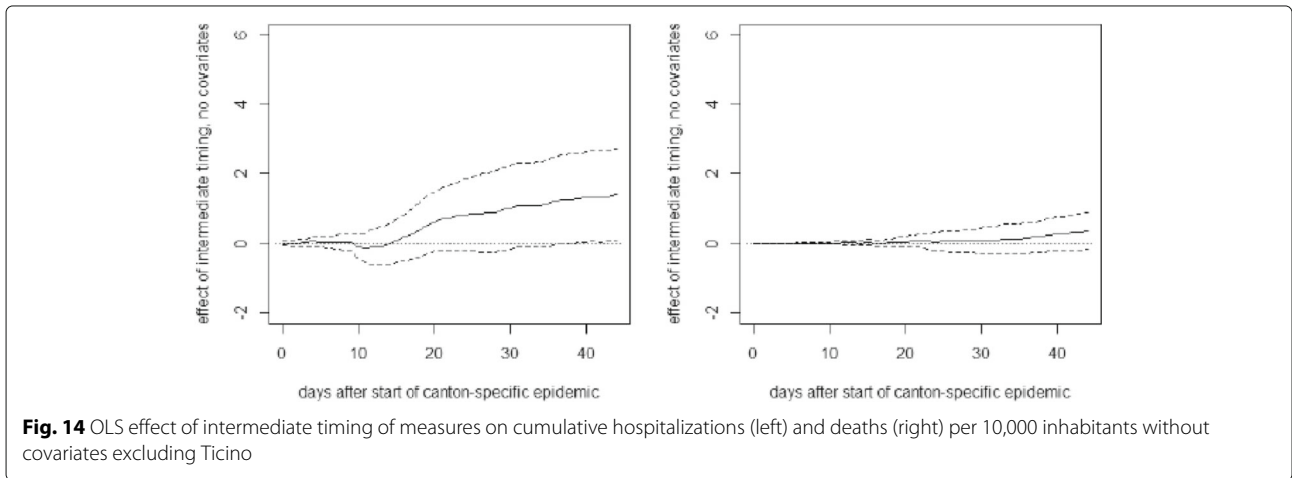 effect of intermediate timing, no covariates
6
4
2
0
-2
0 10 20 30 40
days after start of canton-specific epidemic
effect of intermediate timing, no covariates
6
4
2
0
-2
0 10 20 30 40
days after start of canton-specific epidemic
Fig. 14 OLS effect of intermediate timing of measures on cumulative hospitalizations (left) and deaths (right) per 10,000 inhabitants without
covariates excluding Ticino